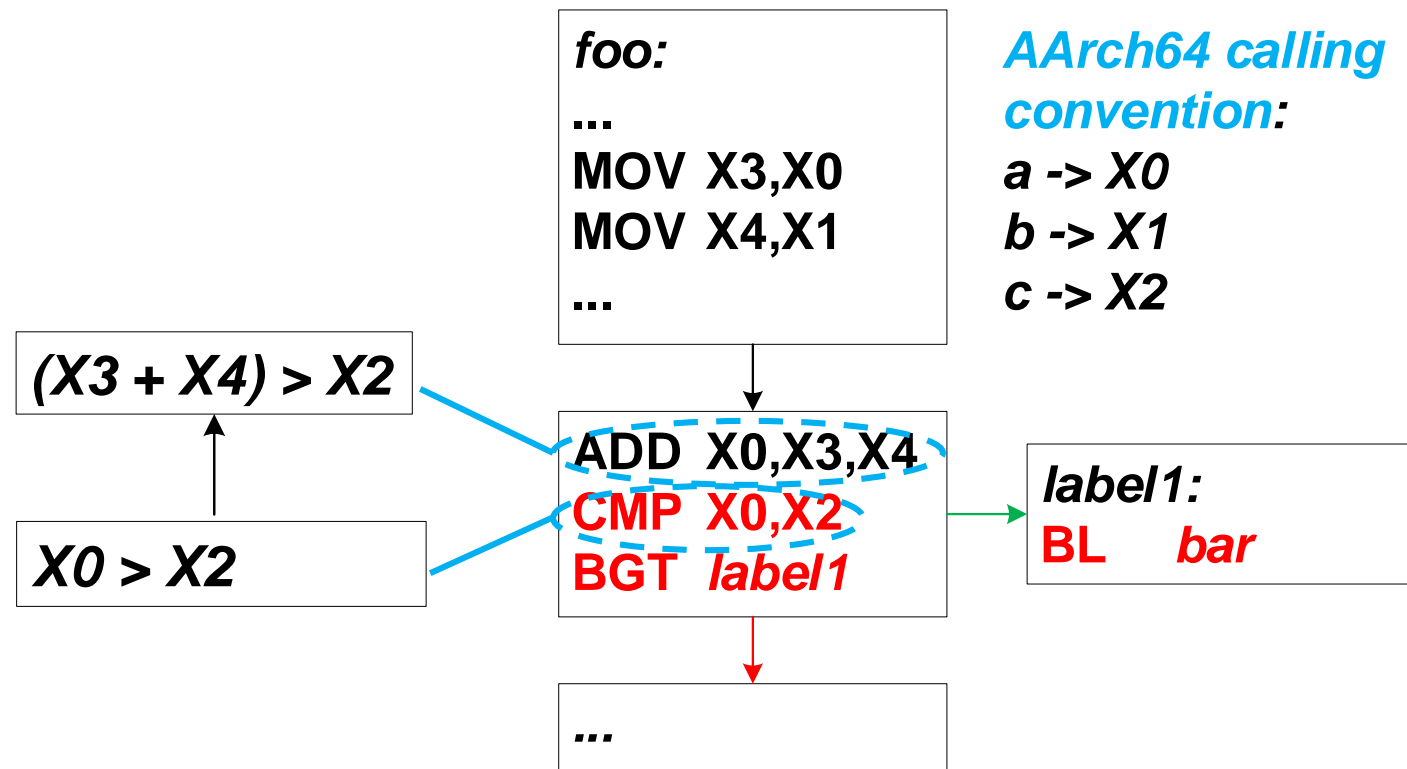 foo:
...
MOV X3,X0
MOV X4,X1
...
AArch64 calling
convention:
a -> X0
b -> X1
c -> X2
(X3 + X4) > X2
X0 > X2
ADD X0,X3,X4
CMP X0,X2
BGT label1
label1:
BL bar
...